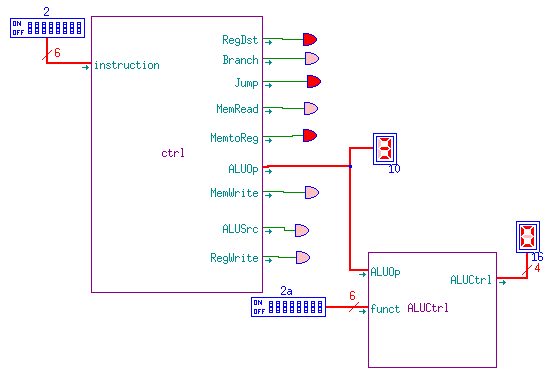 2
ON
OFF
6
instruction
ctrl
RegDst
Branch
Jump
MemRead
MemtoReg
ALUOp
MemWrite
ALUSrc
RegWrite
3
10
2a
ON
OFF
6
ALUOp
funct
ALUCtrl
ALUCtrl
16
4